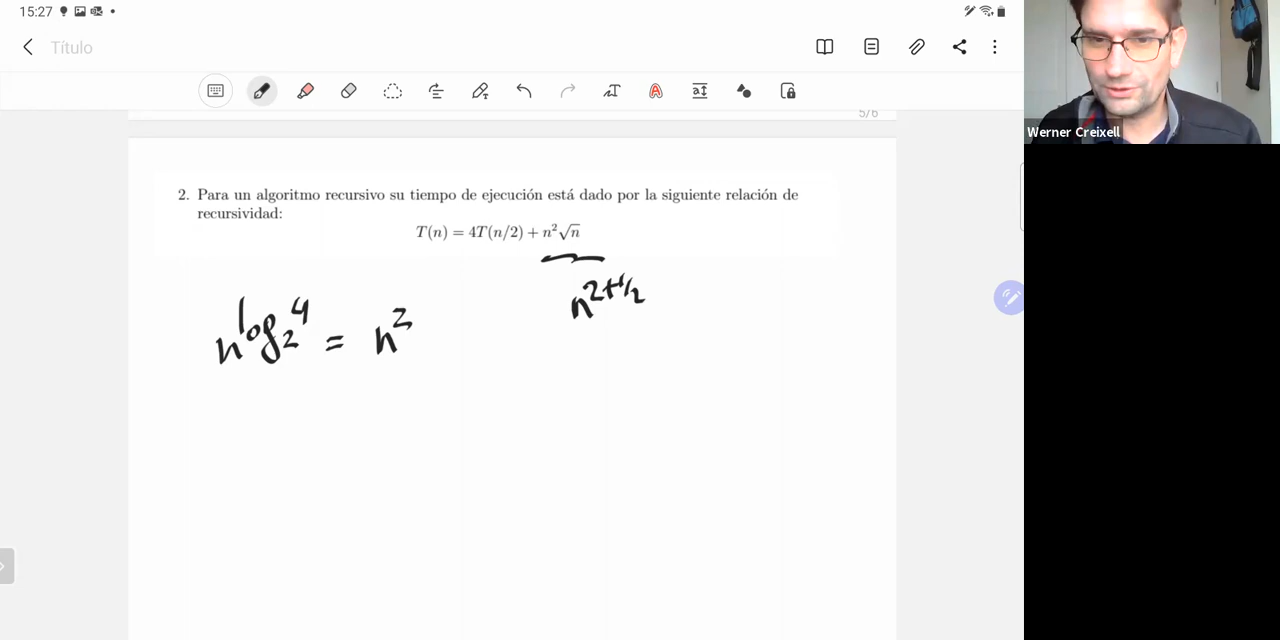 15:27
Título
5/6
Werner Creixell
2. Para un algoritmo recursivo su tiempo de ejecución está dado por la siguiente relación de
recursividad:
T(n) = 4T(n/2) + n²√n
n^{2+1/2}
n^{log_2 4} = n²